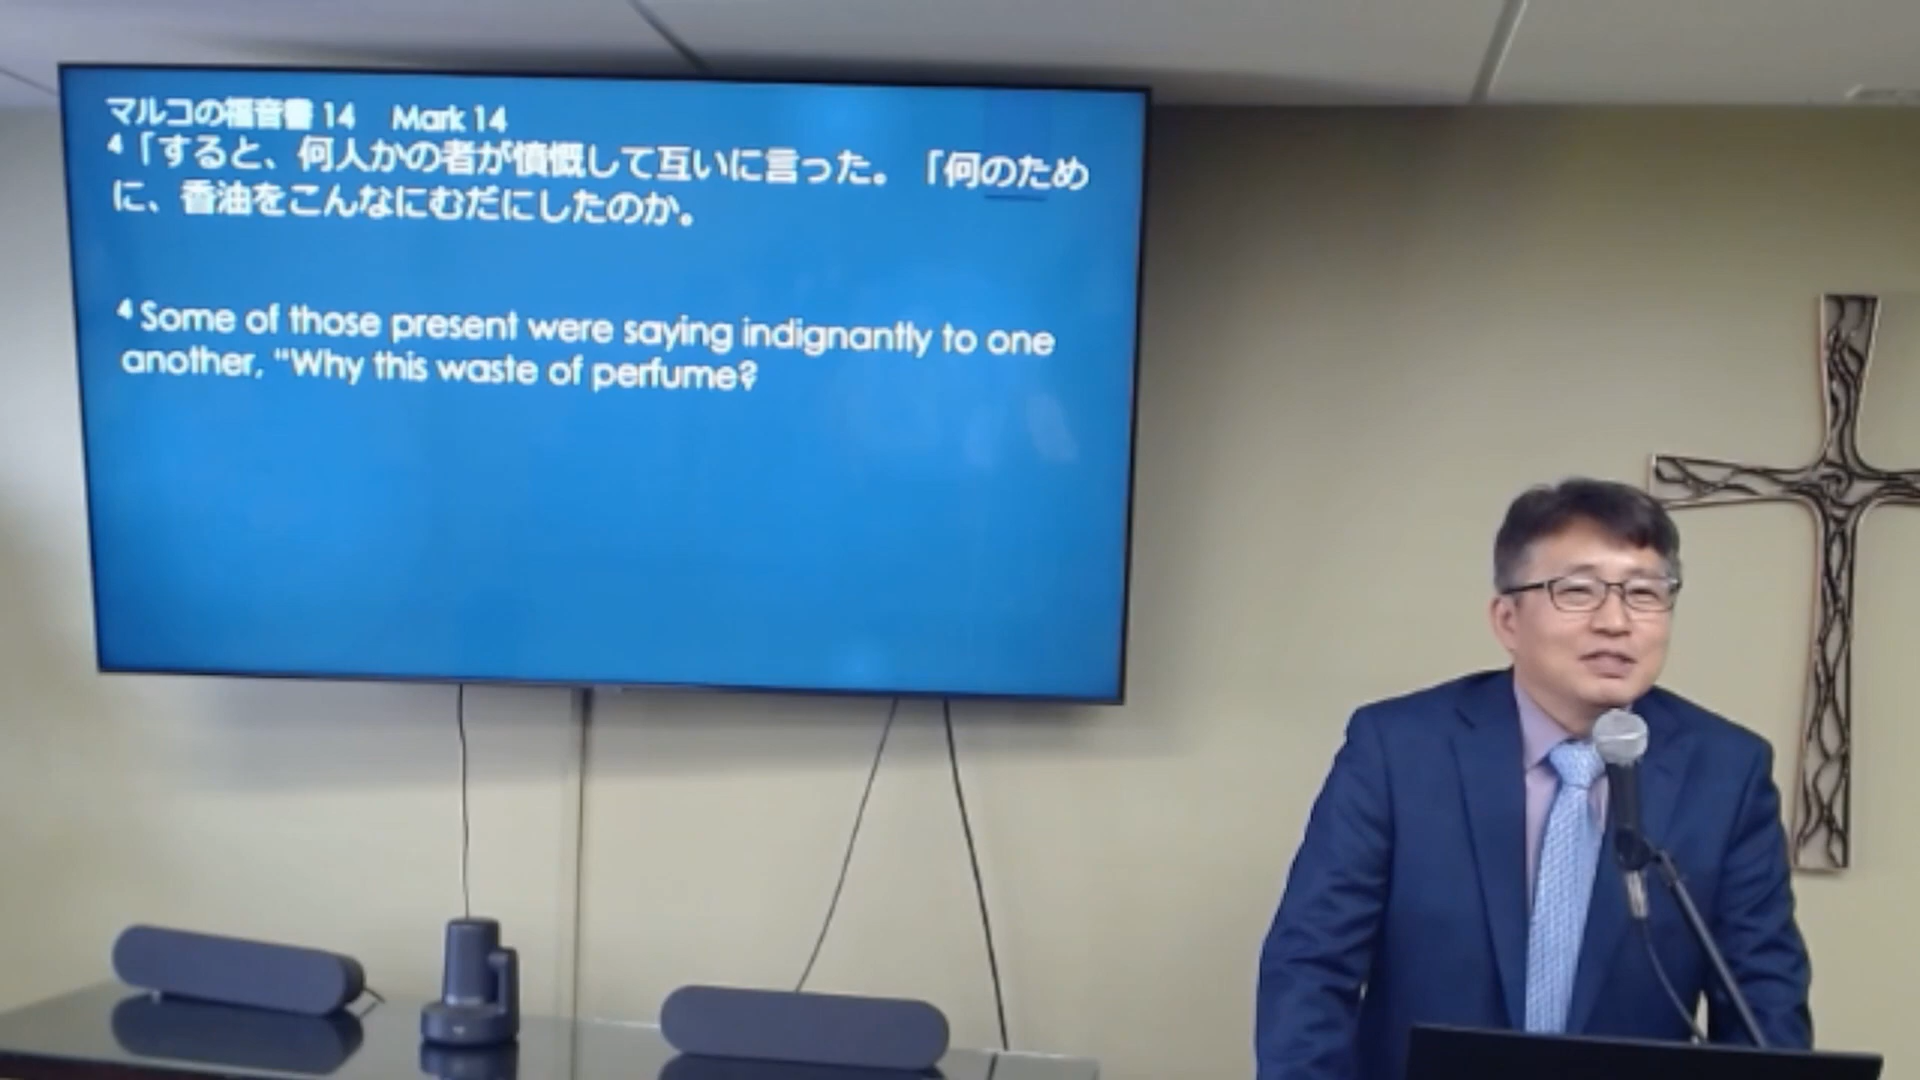 マルコの福音書 14 Mark 14
4「すると、何人かの者が憤慨して互いに言った。「何のため
に、香油をこんなにむだにしたのか。
4 Some of those present were saying indignantly to one
another, “Why this waste of perfume?